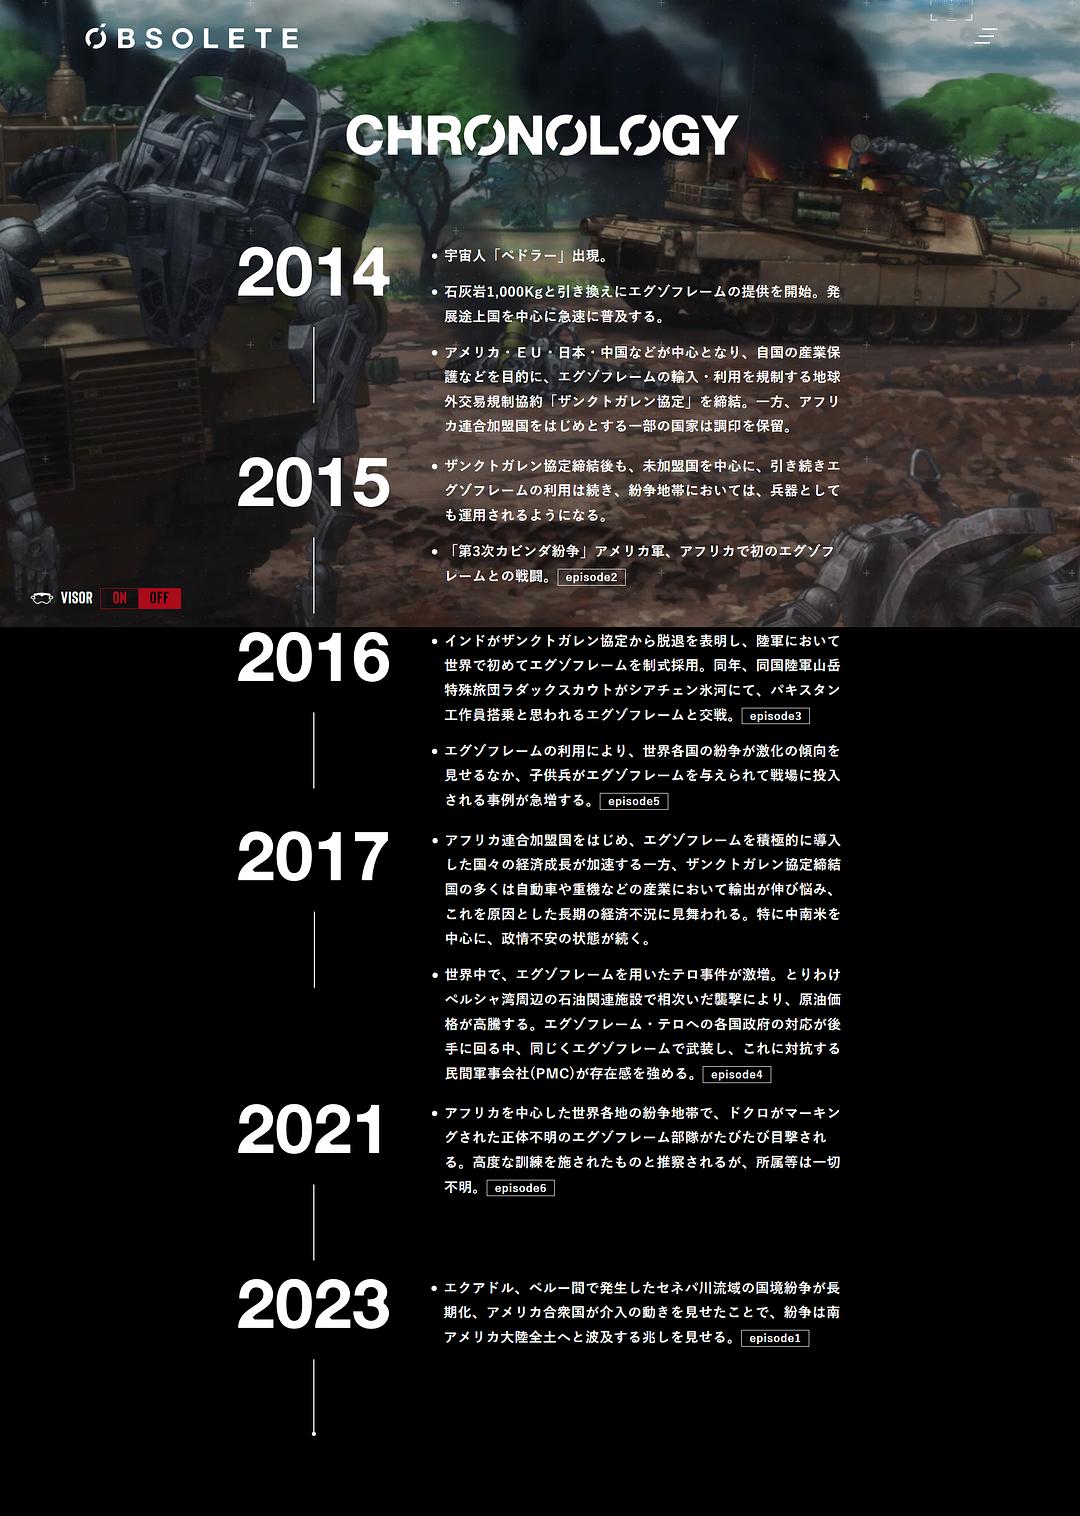 OBSOLETE
CHRONOLOGY
2014
• 宇宙人「ペドラー」出現。
• 石灰岩1,000Kgと引き換えにエグゾフレームの提供を開始。発
展途上国を中心に急速に普及する。
• アメリカ・ＥＵ・日本・中国などが中心となり、自国の産業保
護などを目的に、エグゾフレームの輸入・利用を規制する地球
外交易規制協約「ザンクトガレン協定」を締結。一方、アフリ
カ連合加盟国をはじめとする一部の国家は調印を保留。
2015
• ザンクトガレン協定締結後も、未加盟国を中心に、引き続きエ
グゾフレームの利用は続き、紛争地帯においては、兵器として
も運用されるようになる。
• 「第3次カビンダ紛争」アメリカ軍、アフリカで初のエグゾフ
レームとの戦闘。 episode2
VISOR ON OFF
2016
• インドがザンクトガレン協定から脱退を表明し、陸軍において
世界で初めてエグゾフレームを制式採用。同年、同国陸軍山岳
特殊旅団ラダックスカウトがシアチェン氷河にて、パキスタン
工作員搭乗と思われるエグゾフレームと交戦。 episode3
• エグゾフレームの利用により、世界各国の紛争が激化の傾向を
見せるなか、子供兵がエグゾフレームを与えられて戦場に投入
される事例が急増する。 episode5
2017
• アフリカ連合加盟国をはじめ、エグゾフレームを積極的に導入
した国々の経済成長が加速する一方、ザンクトガレン協定締結
国の多くは自動車や重機などの産業において輸出が伸び悩み、
これを原因とした長期の経済不況に見舞われる。特に中南米を
中心に、政情不安の状態が続く。
• 世界中で、エグゾフレームを用いたテロ事件が激増。とりわけ
ペルシャ湾周辺の石油関連施設で相次いだ襲撃により、原油価
格が高騰する。エグゾフレーム・テロへの各国政府の対応が後
手に回る中、同じくエグゾフレームで武装し、これに対抗する
民間軍事会社(PMC)が存在感を強める。 episode4
2021
• アフリカを中心した世界各地の紛争地帯で、ドクロがマーキン
グされた正体不明のエグゾフレーム部隊がたびたび目撃され
る。高度な訓練を施されたものと推察されるが、所属等は一切
不明。 episode6
2023
• エクアドル、ペルー間で発生したセネパ川流域の国境紛争が長
期化、アメリカ合衆国が介入の動きを見せたことで、紛争は南
アメリカ大陸全土へと波及する兆しを見せる。 episode1